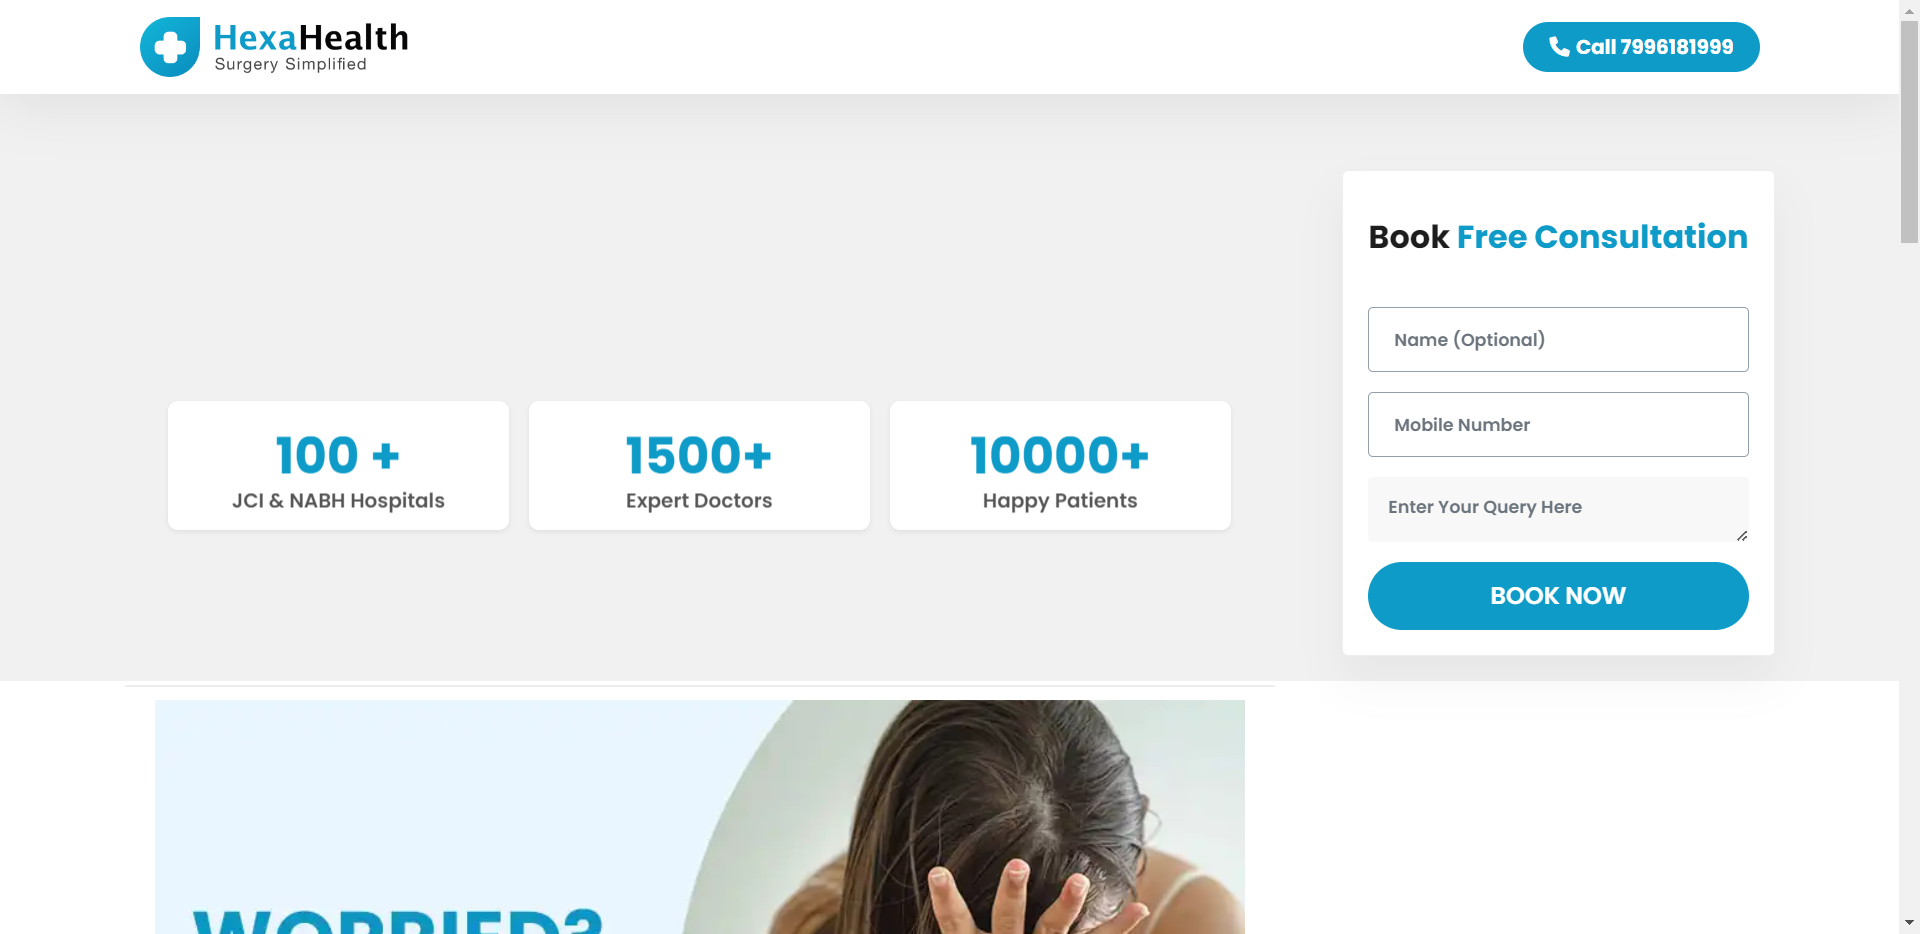 HexaHealth
Surgery Simplified
Call 7996181999
Book Free Consultation
Name (Optional)
Mobile Number
Enter Your Query Here
BOOK NOW
100 +
JCI & NABH Hospitals
1500+
Expert Doctors
10000+
Happy Patients
WORRIED?